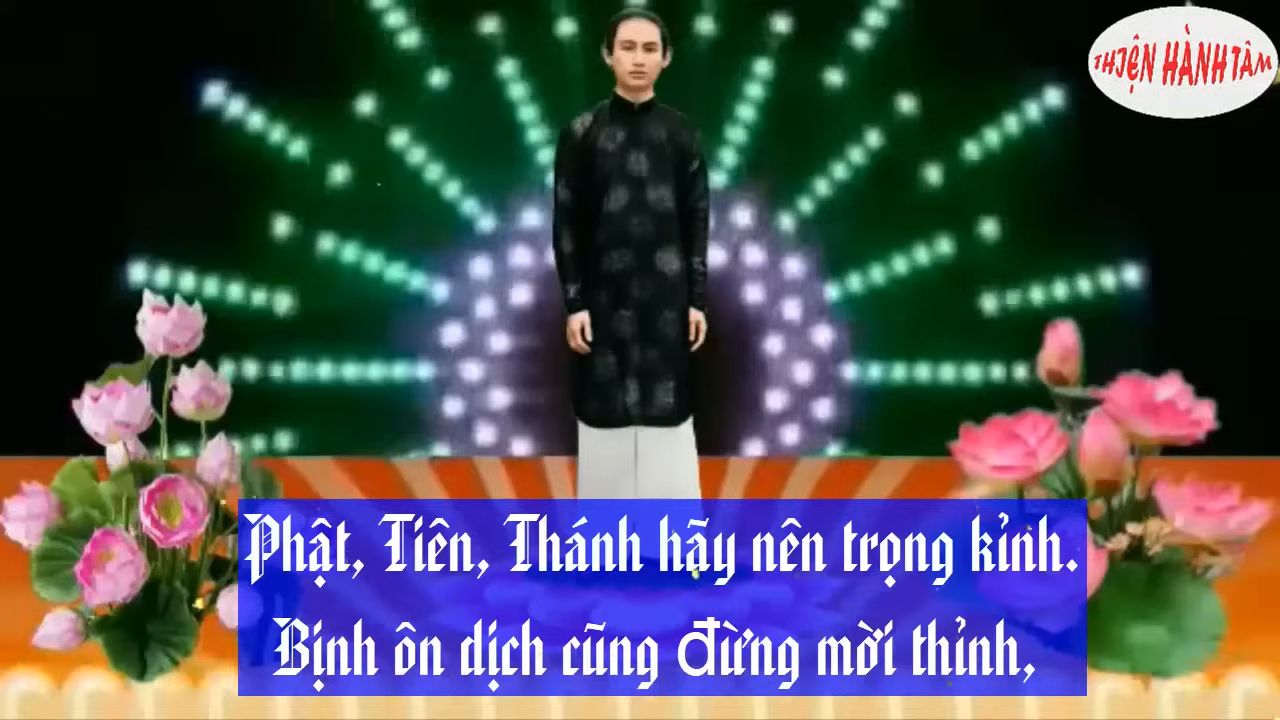 THIỆN HÀNH TÂM
Phật, Tiên, Thánh hãy nên trọng kỉnh.
Bịnh ôn dịch cũng đừng mời thỉnh,